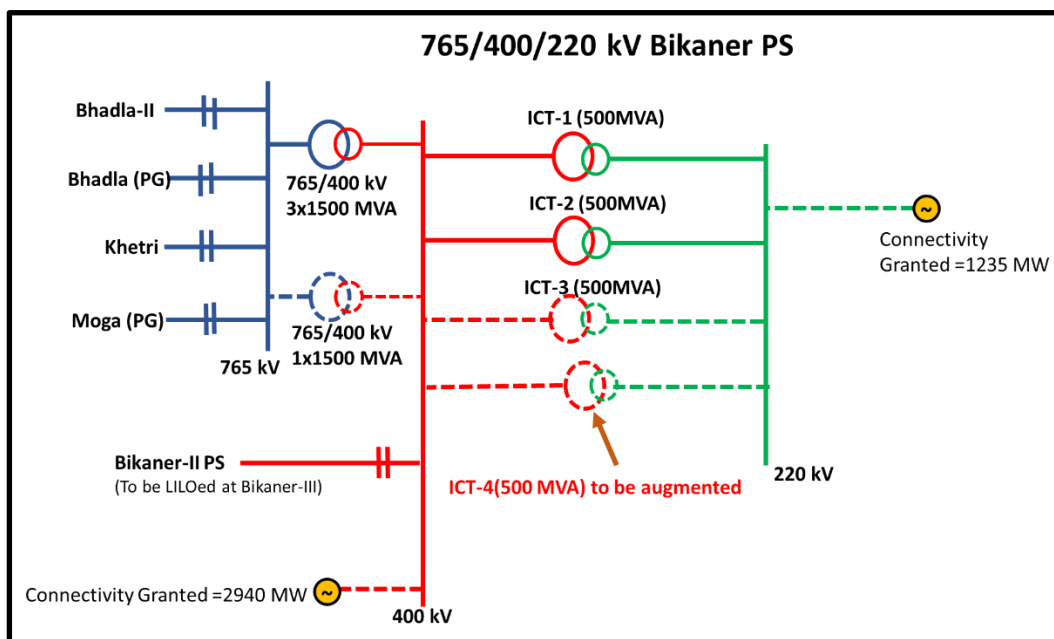 765/400/220 kV Bikaner PS
Bhadla-II
Bhadla (PG)
Khetri
Moga (PG)
765/400 kV
3x1500 MVA
765/400 kV
1x1500 MVA
765 kV
ICT-1 (500MVA)
ICT-2 (500MVA)
ICT-3 (500MVA)
~
Connectivity
Granted =1235 MW
Bikaner-II PS
(To be LILOed at Bikaner-III)
ICT-4(500 MVA) to be augmented
220 kV
Connectivity Granted =2940 MW
~
400 kV